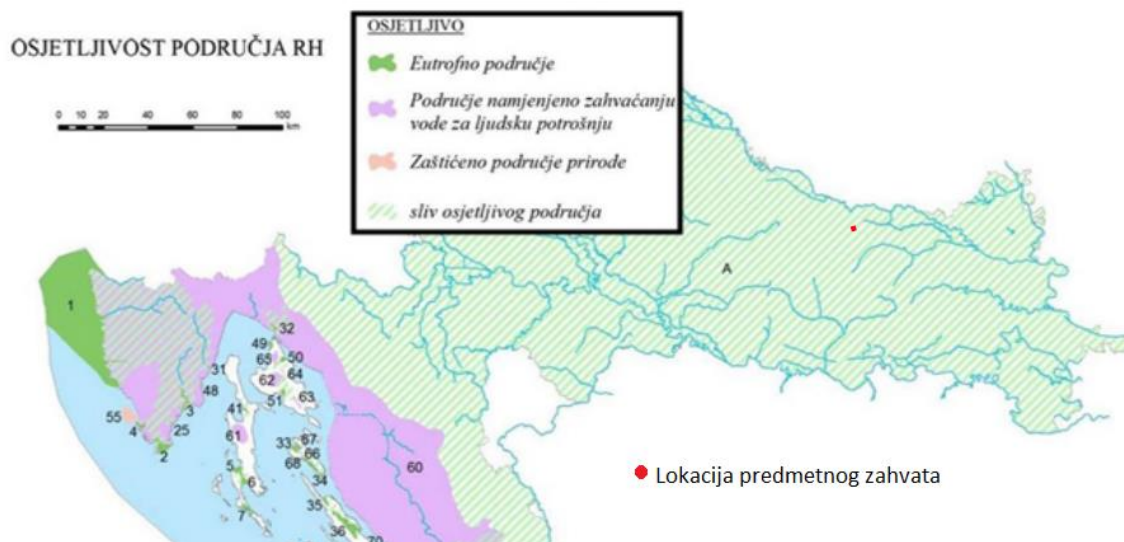 OSJETLJIVOST PODRUČJA RH
0 10 20 40 60 80 100
km
OSJETLJIVO
Eutrofno područje
Područje namjenjeno zahvaćanju
vode za ljudsku potrošnju
Zaštićeno područje prirode
sliv osjetljivog područja
A
1
32
49
50
65
31
64
62
48
51
63
3
41
55
4
25
61
2
33
67
66
60
68
5
34
6
35
7
36
Lokacija predmetnog zahvata